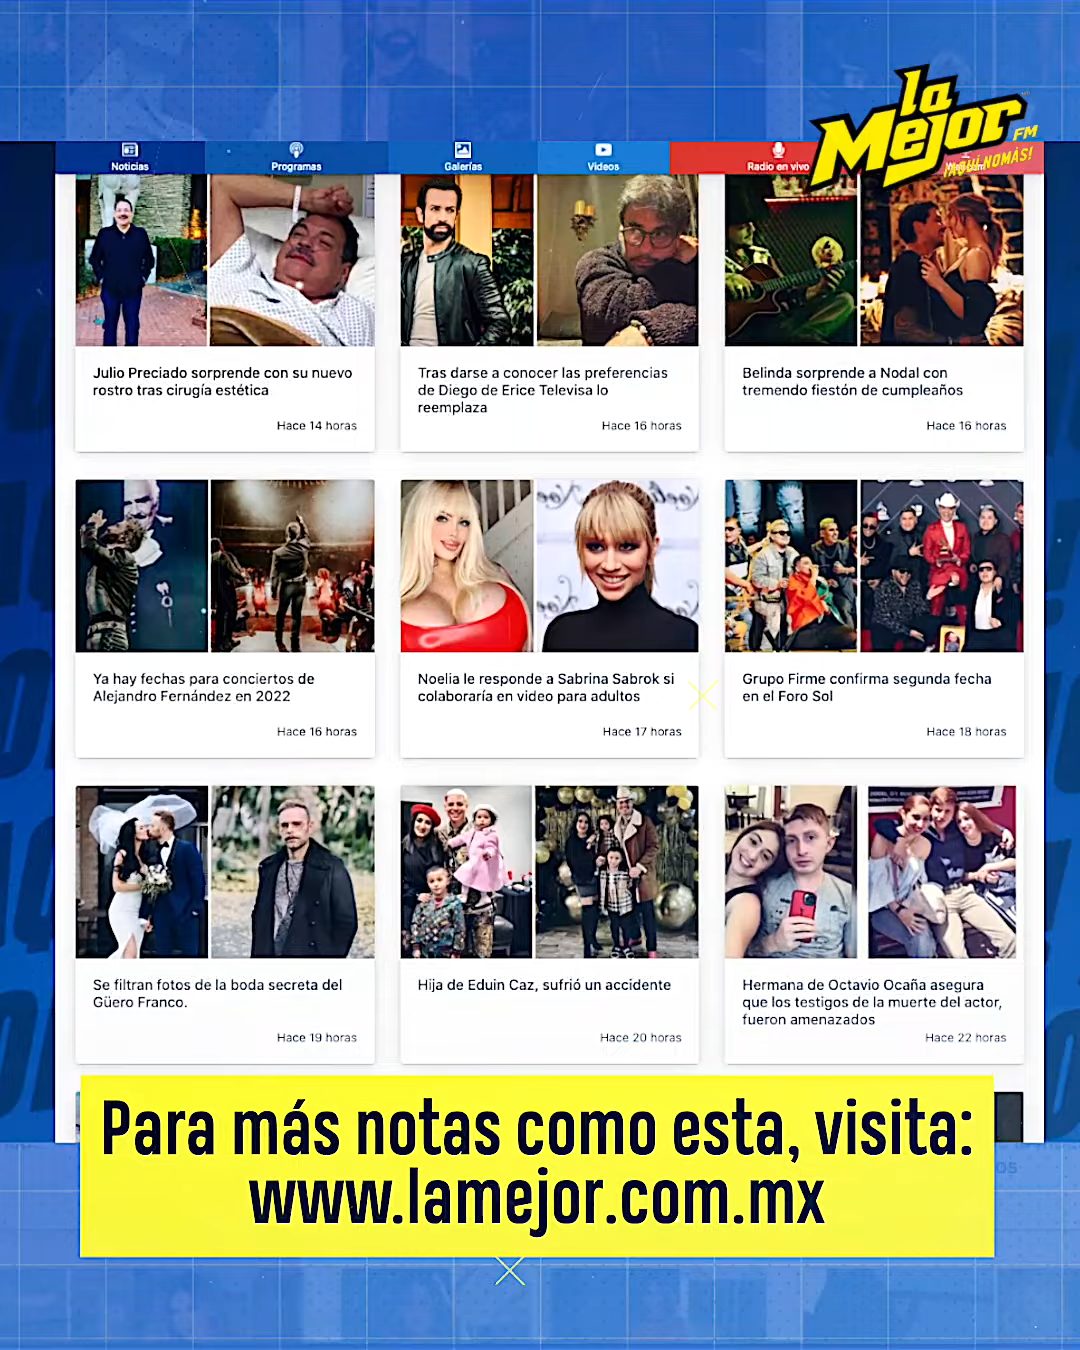 la
Mejor FM
¡AQUÍ NOMÁS!
Noticias
Programas
Galerías
Videos
Radio en vivo
Julio Preciado sorprende con su nuevo
rostro tras cirugía estética
Hace 14 horas
Tras darse a conocer las preferencias
de Diego de Erice Televisa lo
reemplaza
Hace 16 horas
Belinda sorprende a Nodal con
tremendo fiestón de cumpleaños
Hace 16 horas
Ya hay fechas para conciertos de
Alejandro Fernández en 2022
Hace 16 horas
Noelia le responde a Sabrina Sabrok si
colaboraría en video para adultos
Hace 17 horas
Grupo Firme confirma segunda fecha
en el Foro Sol
Hace 18 horas
Se filtran fotos de la boda secreta del
Güero Franco.
Hace 19 horas
Hija de Eduin Caz, sufrió un accidente
Hace 20 horas
Hermana de Octavio Ocaña asegura
que los testigos de la muerte del actor,
fueron amenazados
Hace 22 horas
Para más notas como esta, visita:
www.lamejor.com.mx